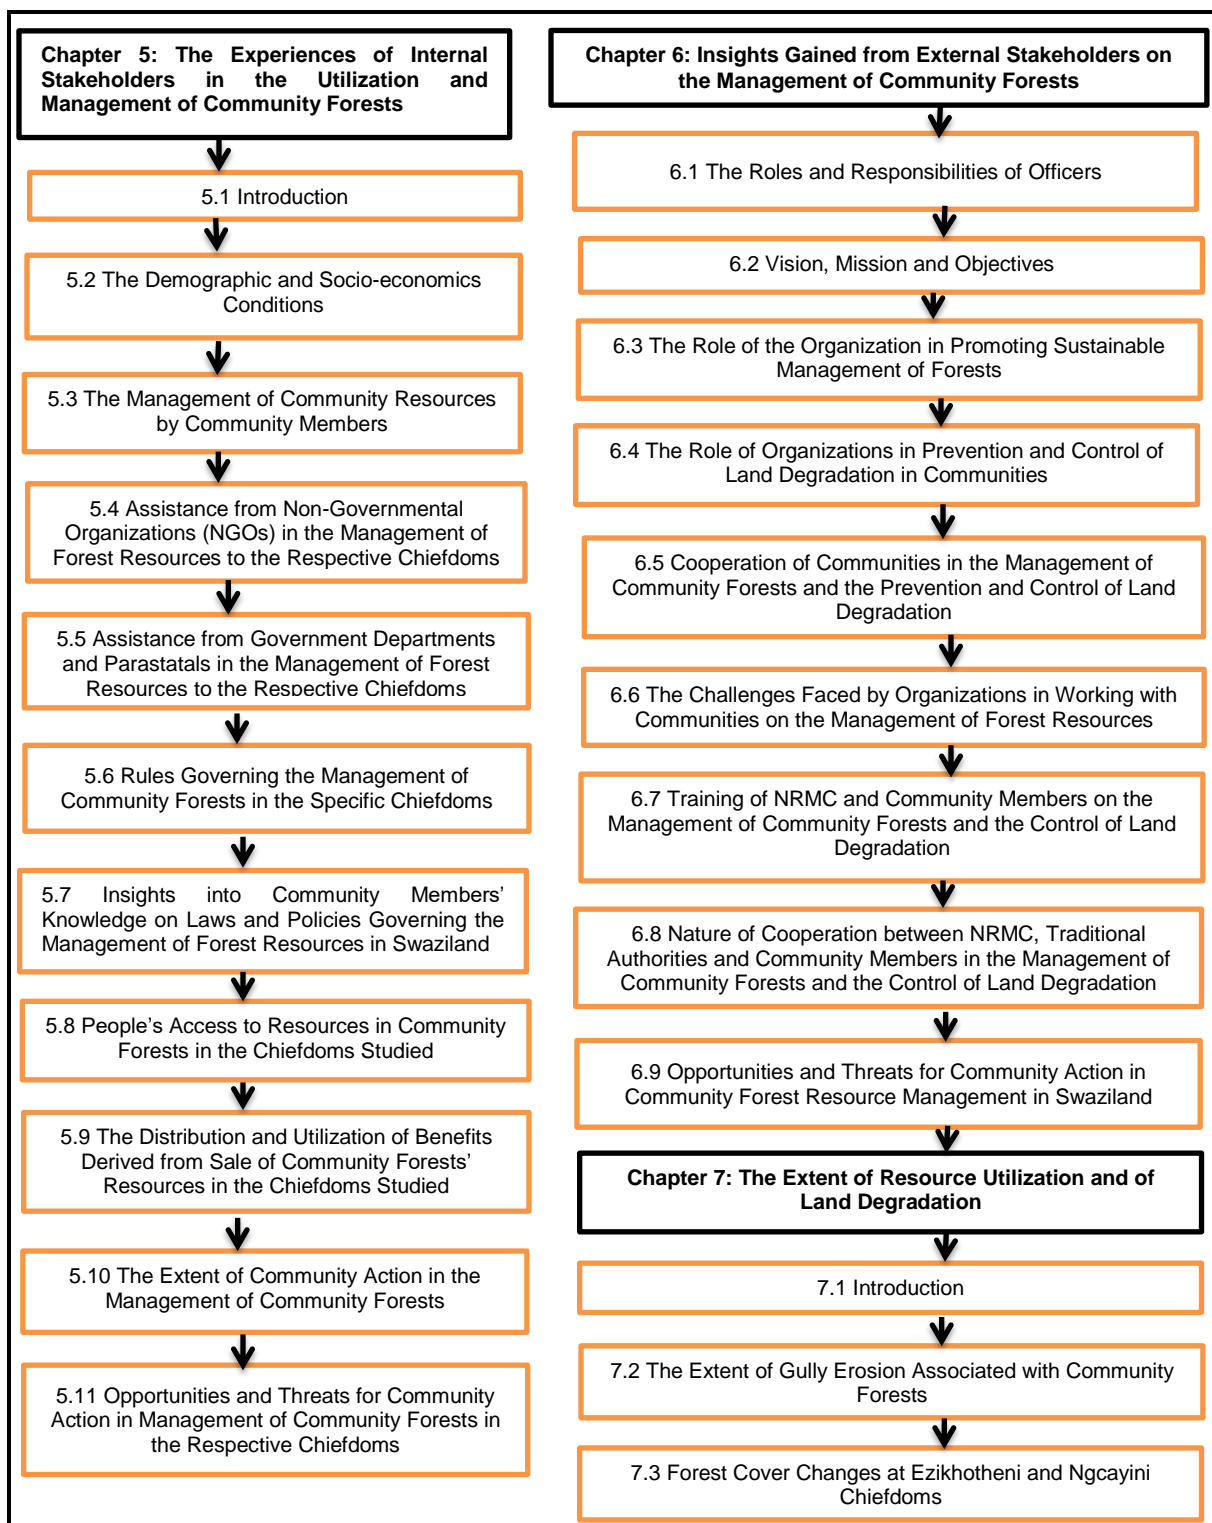 Chapter 5: The Experiences of Internal
Stakeholders in the Utilization and
Management of Community Forests
5.1 Introduction
5.2 The Demographic and Socio-economics
Conditions
5.3 The Management of Community Resources
by Community Members
5.4 Assistance from Non-Governmental
Organizations (NGOs) in the Management of
Forest Resources to the Respective Chiefdoms
5.5 Assistance from Government Departments
and Parastatals in the Management of Forest
Resources to the Respective Chiefdoms
5.6 Rules Governing the Management of
Community Forests in the Specific Chiefdoms
5.7 Insights into Community Members’
Knowledge on Laws and Policies Governing the
Management of Forest Resources in Swaziland
5.8 People’s Access to Resources in Community
Forests in the Chiefdoms Studied
5.9 The Distribution and Utilization of Benefits
Derived from Sale of Community Forests’
Resources in the Chiefdoms Studied
5.10 The Extent of Community Action in the
Management of Community Forests
5.11 Opportunities and Threats for Community
Action in Management of Community Forests in
the Respective Chiefdoms
Chapter 6: Insights Gained from External Stakeholders on
the Management of Community Forests
6.1 The Roles and Responsibilities of Officers
6.2 Vision, Mission and Objectives
6.3 The Role of the Organization in Promoting Sustainable
Management of Forests
6.4 The Role of Organizations in Prevention and Control of
Land Degradation in Communities
6.5 Cooperation of Communities in the Management of
Community Forests and the Prevention and Control of Land
Degradation
6.6 The Challenges Faced by Organizations in Working with
Communities on the Management of Forest Resources
6.7 Training of NRMC and Community Members on the
Management of Community Forests and the Control of Land
Degradation
6.8 Nature of Cooperation between NRMC, Traditional
Authorities and Community Members in the Management of
Community Forests and the Control of Land Degradation
6.9 Opportunities and Threats for Community Action in
Community Forest Resource Management in Swaziland
Chapter 7: The Extent of Resource Utilization and of
Land Degradation
7.1 Introduction
7.2 The Extent of Gully Erosion Associated with Community
Forests
7.3 Forest Cover Changes at Ezikhotheni and Ngcayini
Chiefdoms